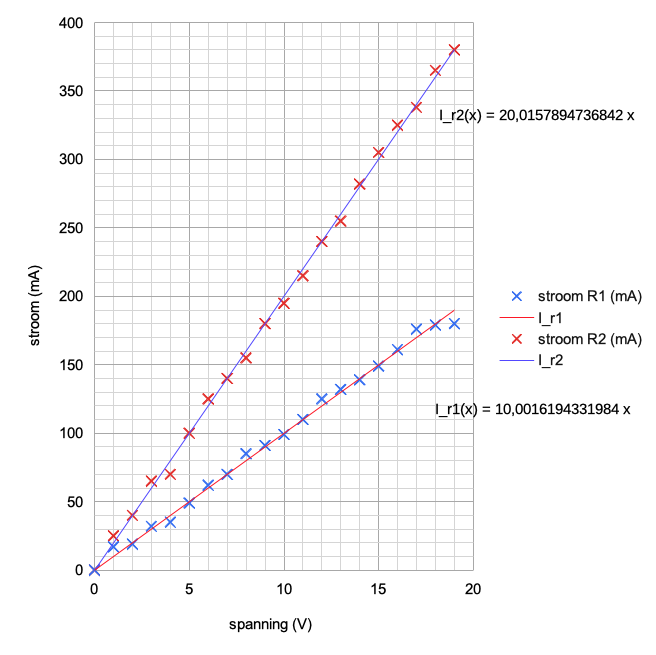 400
350
I_r2(x) = 20,0157894736842 x
300
250
stroom (mA)
200
stroom R1 (mA)
I_r1
stroom R2 (mA)
I_r2
150
I_r1(x) = 10,0016194331984 x
100
50
0
0 5 10 15 20
spanning (V)